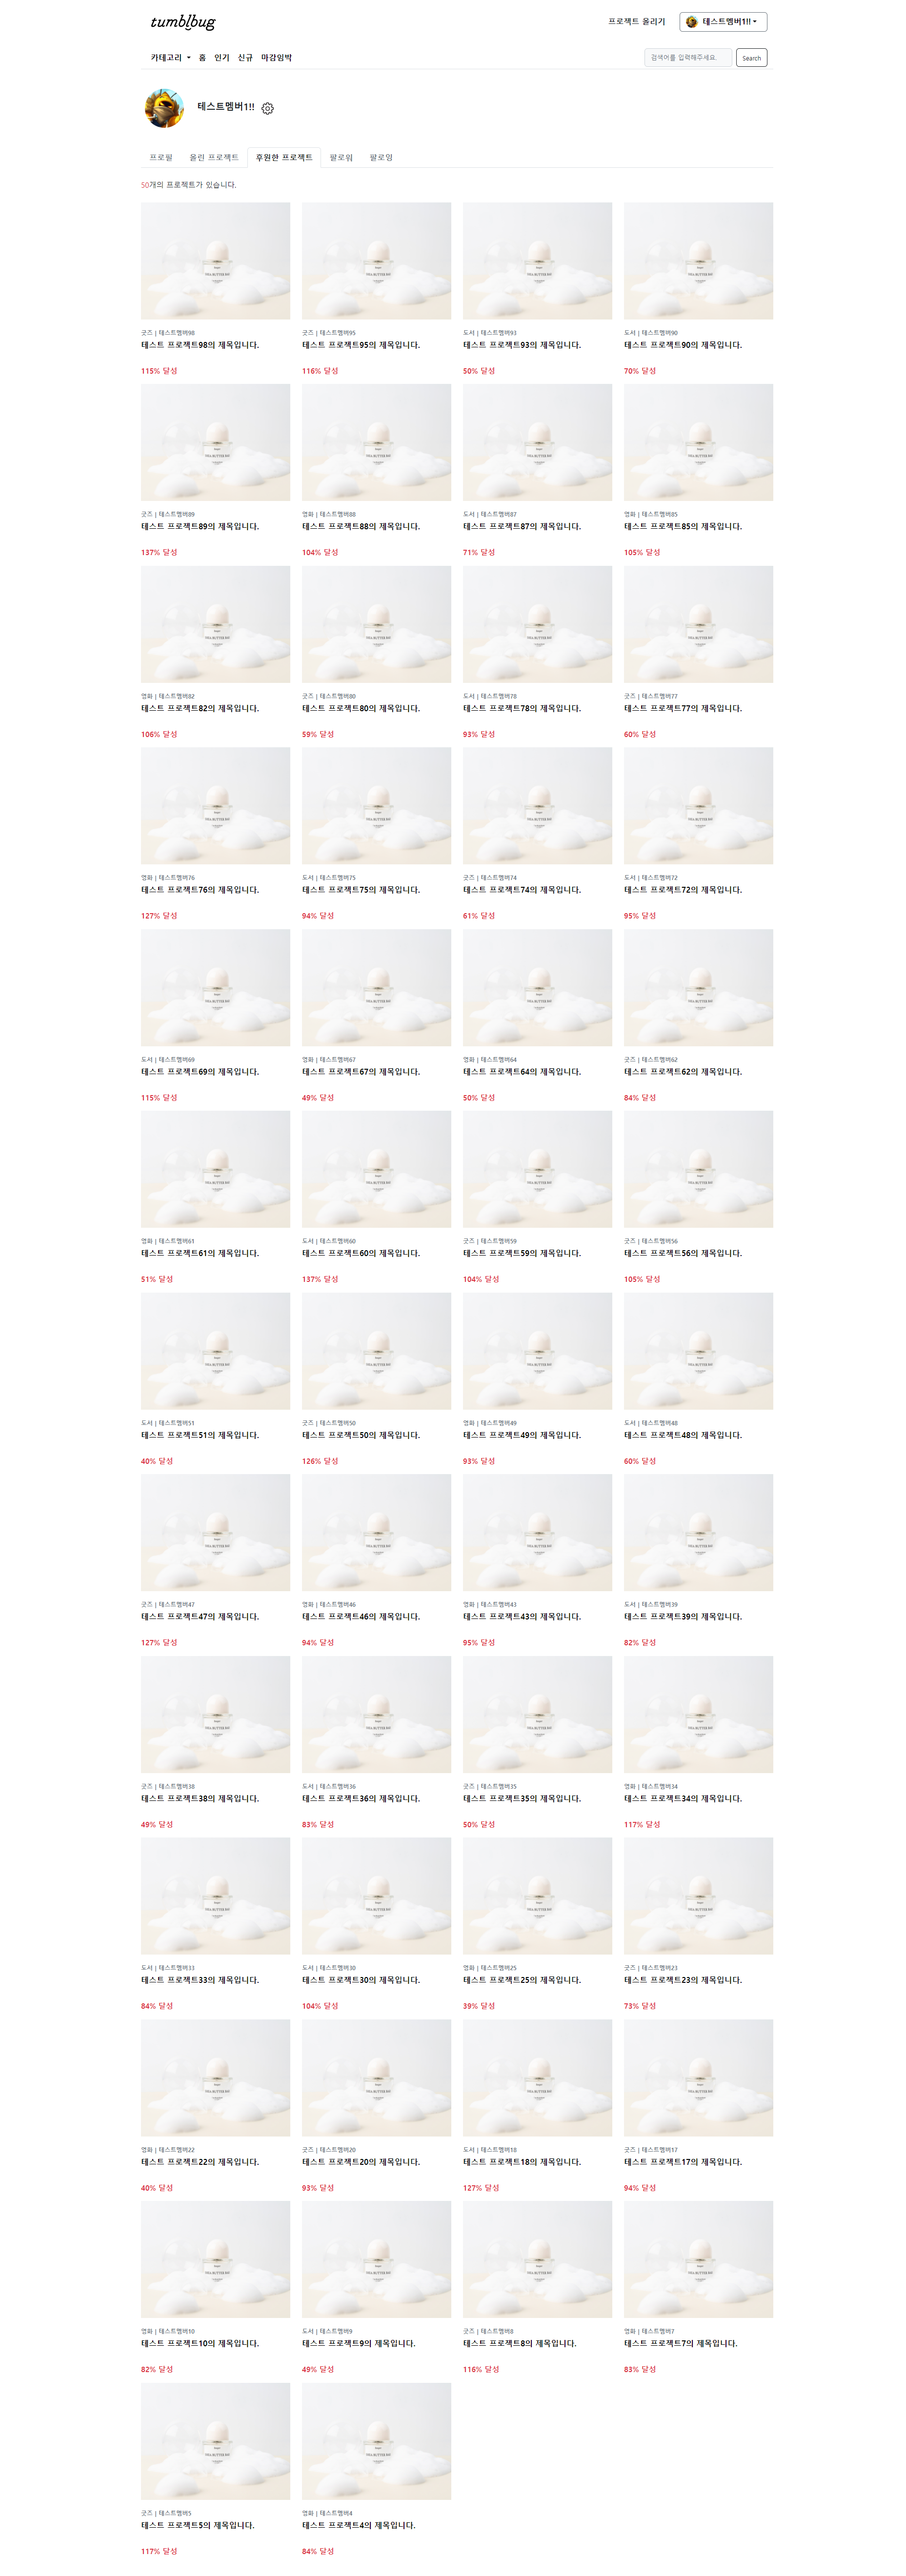 tumblbug
프로젝트 올리기
테스트멤버1!!
카테고리 홈 인기 신규 마감임박
검색어를 입력해주세요. Search
테스트멤버1!!
프로필 올린 프로젝트 후원한 프로젝트 팔로워 팔로잉
50개의 프로젝트가 있습니다.
굿즈 | 테스트멤버98 굿즈 | 테스트멤버95 도서 | 테스트멤버93 도서 | 테스트멤버90
테스트 프로젝트98의 제목입니다. 테스트 프로젝트95의 제목입니다. 테스트 프로젝트93의 제목입니다. 테스트 프로젝트90의 제목입니다.
115% 달성 116% 달성 50% 달성 70% 달성
굿즈 | 테스트멤버89 영화 | 테스트멤버88 도서 | 테스트멤버87 영화 | 테스트멤버85
테스트 프로젝트89의 제목입니다. 테스트 프로젝트88의 제목입니다. 테스트 프로젝트87의 제목입니다. 테스트 프로젝트85의 제목입니다.
137% 달성 104% 달성 71% 달성 105% 달성
영화 | 테스트멤버82 굿즈 | 테스트멤버80 도서 | 테스트멤버78 굿즈 | 테스트멤버77
테스트 프로젝트82의 제목입니다. 테스트 프로젝트80의 제목입니다. 테스트 프로젝트78의 제목입니다. 테스트 프로젝트77의 제목입니다.
106% 달성 59% 달성 93% 달성 60% 달성
영화 | 테스트멤버76 도서 | 테스트멤버75 굿즈 | 테스트멤버74 도서 | 테스트멤버72
테스트 프로젝트76의 제목입니다. 테스트 프로젝트75의 제목입니다. 테스트 프로젝트74의 제목입니다. 테스트 프로젝트72의 제목입니다.
127% 달성 94% 달성 61% 달성 95% 달성
도서 | 테스트멤버69 영화 | 테스트멤버67 영화 | 테스트멤버64 굿즈 | 테스트멤버62
테스트 프로젝트69의 제목입니다. 테스트 프로젝트67의 제목입니다. 테스트 프로젝트64의 제목입니다. 테스트 프로젝트62의 제목입니다.
115% 달성 49% 달성 50% 달성 84% 달성
영화 | 테스트멤버61 도서 | 테스트멤버60 굿즈 | 테스트멤버59 굿즈 | 테스트멤버56
테스트 프로젝트61의 제목입니다. 테스트 프로젝트60의 제목입니다. 테스트 프로젝트59의 제목입니다. 테스트 프로젝트56의 제목입니다.
51% 달성 137% 달성 104% 달성 105% 달성
도서 | 테스트멤버51 굿즈 | 테스트멤버50 영화 | 테스트멤버49 도서 | 테스트멤버48
테스트 프로젝트51의 제목입니다. 테스트 프로젝트50의 제목입니다. 테스트 프로젝트49의 제목입니다. 테스트 프로젝트48의 제목입니다.
40% 달성 126% 달성 93% 달성 60% 달성
굿즈 | 테스트멤버47 영화 | 테스트멤버46 영화 | 테스트멤버43 도서 | 테스트멤버39
테스트 프로젝트47의 제목입니다. 테스트 프로젝트46의 제목입니다. 테스트 프로젝트43의 제목입니다. 테스트 프로젝트39의 제목입니다.
127% 달성 94% 달성 95% 달성 82% 달성
굿즈 | 테스트멤버38 도서 | 테스트멤버36 굿즈 | 테스트멤버35 영화 | 테스트멤버34
테스트 프로젝트38의 제목입니다. 테스트 프로젝트36의 제목입니다. 테스트 프로젝트35의 제목입니다. 테스트 프로젝트34의 제목입니다.
49% 달성 83% 달성 50% 달성 117% 달성
도서 | 테스트멤버33 도서 | 테스트멤버30 영화 | 테스트멤버25 굿즈 | 테스트멤버23
테스트 프로젝트33의 제목입니다. 테스트 프로젝트30의 제목입니다. 테스트 프로젝트25의 제목입니다. 테스트 프로젝트23의 제목입니다.
84% 달성 104% 달성 39% 달성 73% 달성
영화 | 테스트멤버22 굿즈 | 테스트멤버20 도서 | 테스트멤버18 굿즈 | 테스트멤버17
테스트 프로젝트22의 제목입니다. 테스트 프로젝트20의 제목입니다. 테스트 프로젝트18의 제목입니다. 테스트 프로젝트17의 제목입니다.
40% 달성 93% 달성 127% 달성 94% 달성
영화 | 테스트멤버10 도서 | 테스트멤버9 굿즈 | 테스트멤버8 영화 | 테스트멤버7
테스트 프로젝트10의 제목입니다. 테스트 프로젝트9의 제목입니다. 테스트 프로젝트8의 제목입니다. 테스트 프로젝트7의 제목입니다.
82% 달성 49% 달성 116% 달성 83% 달성
굿즈 | 테스트멤버5 영화 | 테스트멤버4
테스트 프로젝트5의 제목입니다. 테스트 프로젝트4의 제목입니다.
117% 달성 84% 달성